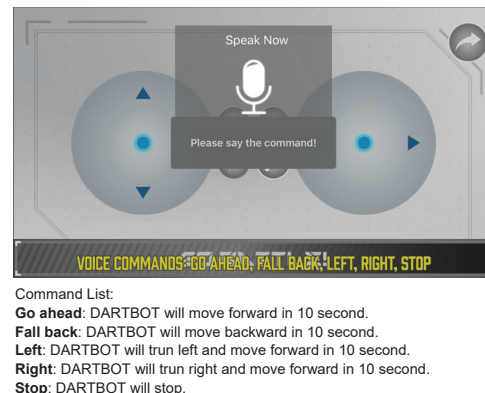 Speak Now
Please say the command!
VOICE COMMANDS: GO AHEAD, FALL BACK, LEFT, RIGHT, STOP
Command List:
Go ahead: DARTBOT will move forward in 10 second.
Fall back: DARTBOT will move backward in 10 second.
Left: DARTBOT will trun left and move forward in 10 second.
Right: DARTBOT will trun right and move forward in 10 second.
Stop: DARTBOT will stop.